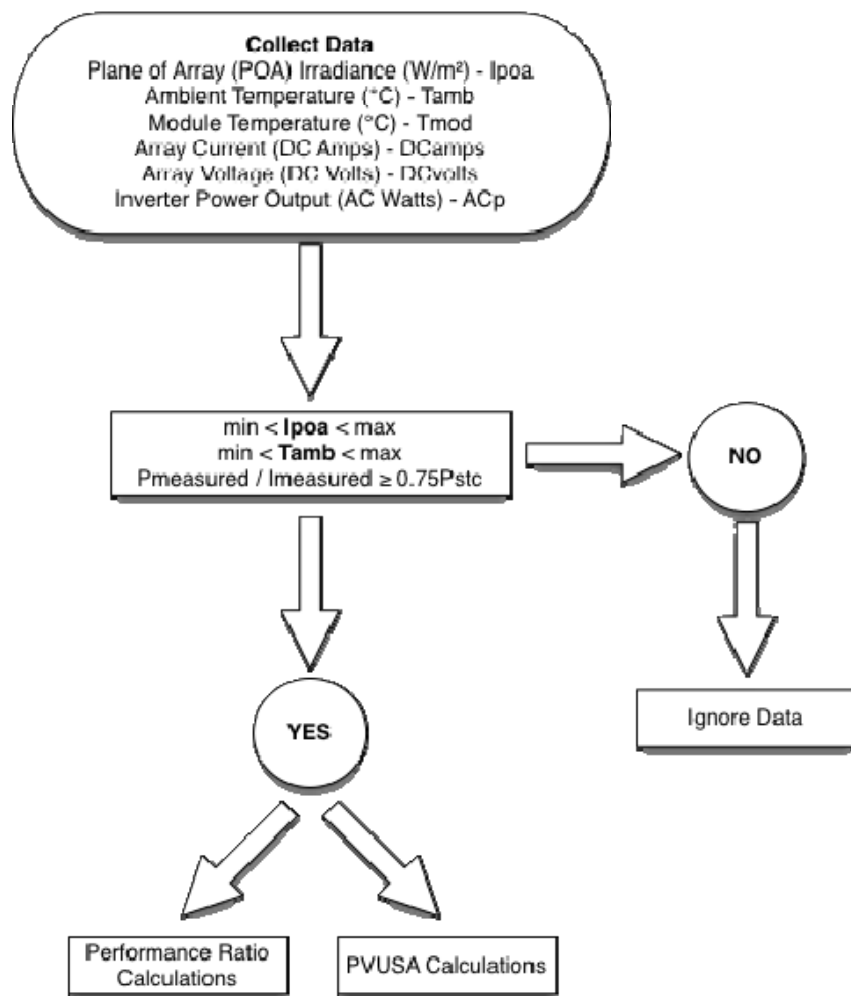 Collect Data
Plane of Array (POA) Irradiance (W/m²) - Ipoa
Ambient Temperature (°C) - Tamb
Module Temperature (°C) - Tmod
Array Current (DC Amps) - DCamps
Array Voltage (DC Volts) - DCvolts
Inverter Power Output (AC Watts) - ACp
min < Ipoa < max
min < Tamb < max
Pmeasured / Imeasured ≥ 0.75Pstc
NO
YES
Ignore Data
Performance Ratio
Calculations
PVUSA Calculations